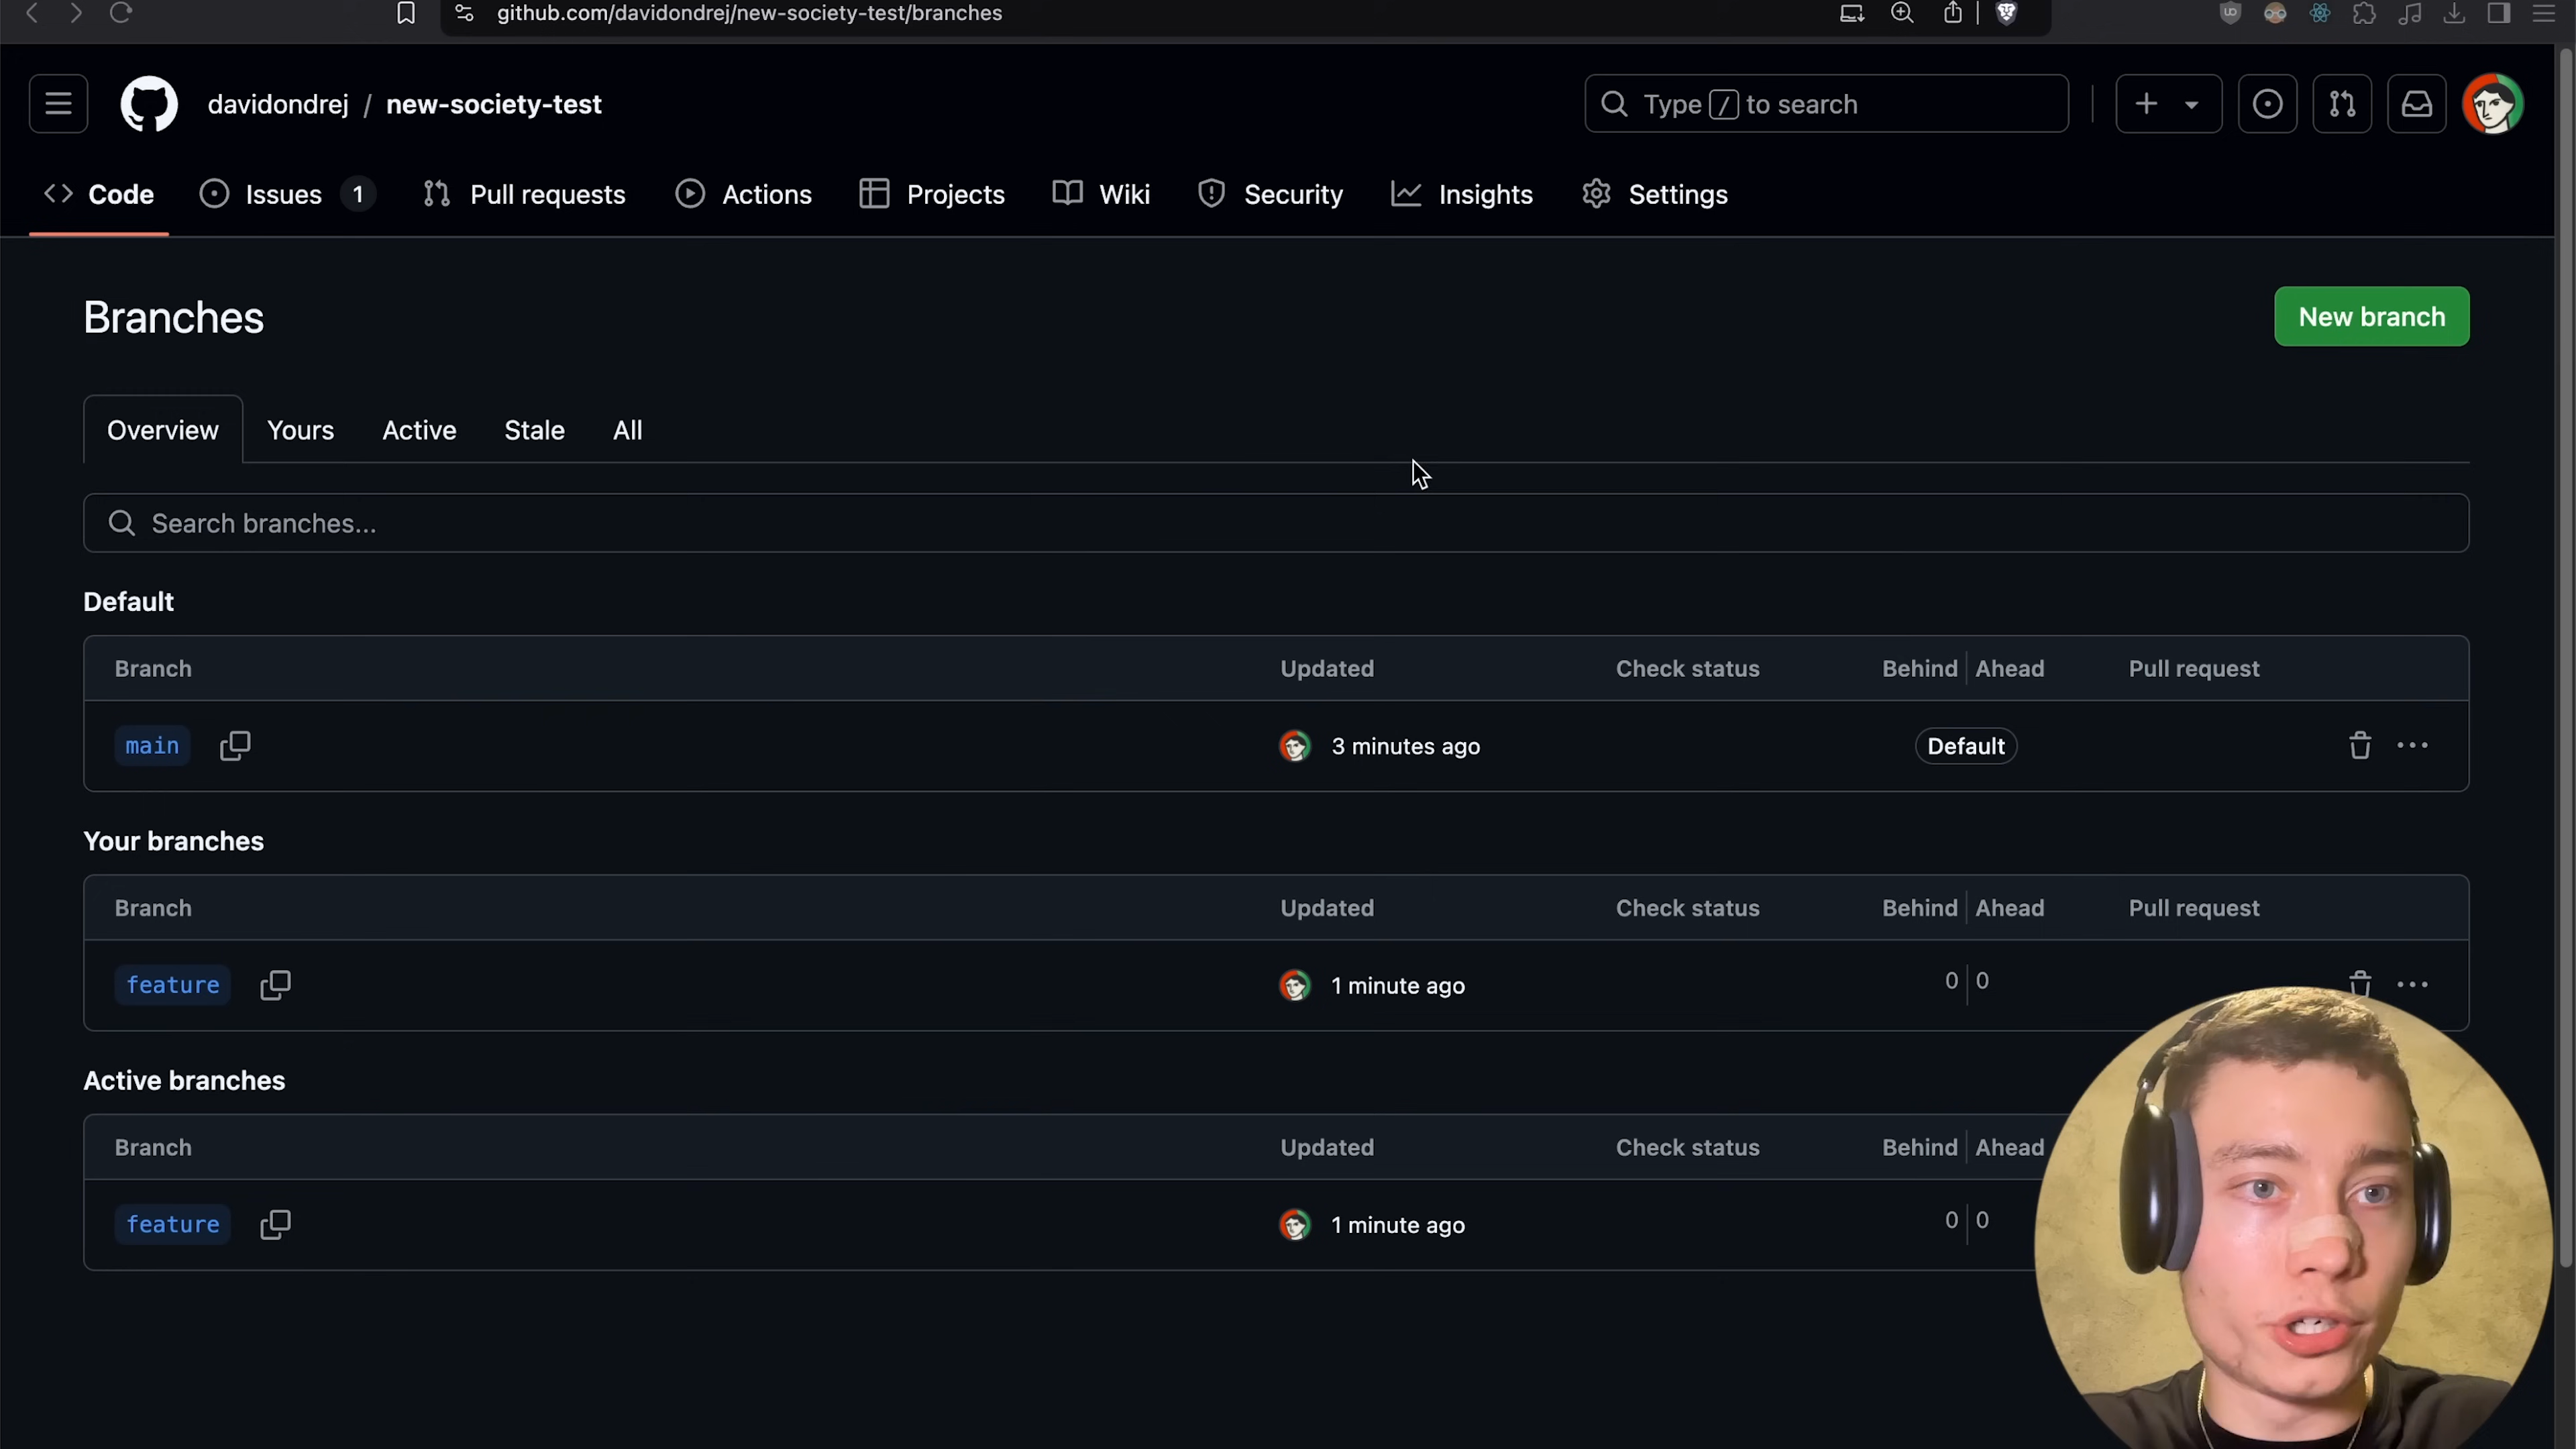 github.com/davidondrej/new-society-test/branches
davidondrej / new-society-test
Type / to search
Code Issues 1 Pull requests Actions Projects Wiki Security Insights Settings
Branches
New branch
Overview Yours Active Stale All
Search branches...
Default
Branch Updated Check status Behind Ahead Pull request
main 3 minutes ago Default
Your branches
Branch Updated Check status Behind Ahead Pull request
feature 1 minute ago 0 0
Active branches
Branch Updated Check status Behind Ahead
feature 1 minute ago 0 0